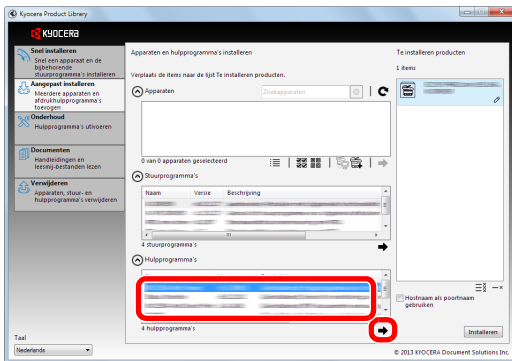 Kyocera Product Library
KYOCERA
Snel installeren
Snel een apparaat en de
bijbehorende
stuurprogramma's installeren
Aangepast installeren
Meerdere apparaten en
afdrukhulpprogramma's
toevogen
Onderhoud
Hulpprogramma's uitvoeren
Documenten
Handleidingen en
leesmij-bestanden lezen
Verwijderen
Apparaten, stuur- en
hulpprogramma's verwijderen
Taal
Nederlands
Apparaten en hulpprogramma's installeren
Verplaats de items naar de lijst Te installeren producten.
Apparaten
Zoekapparaten
0 van 0 apparaten geselecteerd
Stuurprogramma's
Naam Versie Beschrijving
4 stuurprogramma's
Hulpprogramma's
4 hulpprogramma's
Te installeren producten
1 items
Hostnaam als poortnaam
gebruiken
Installeren
© 2013 KYOCERA Document Solutions Inc.